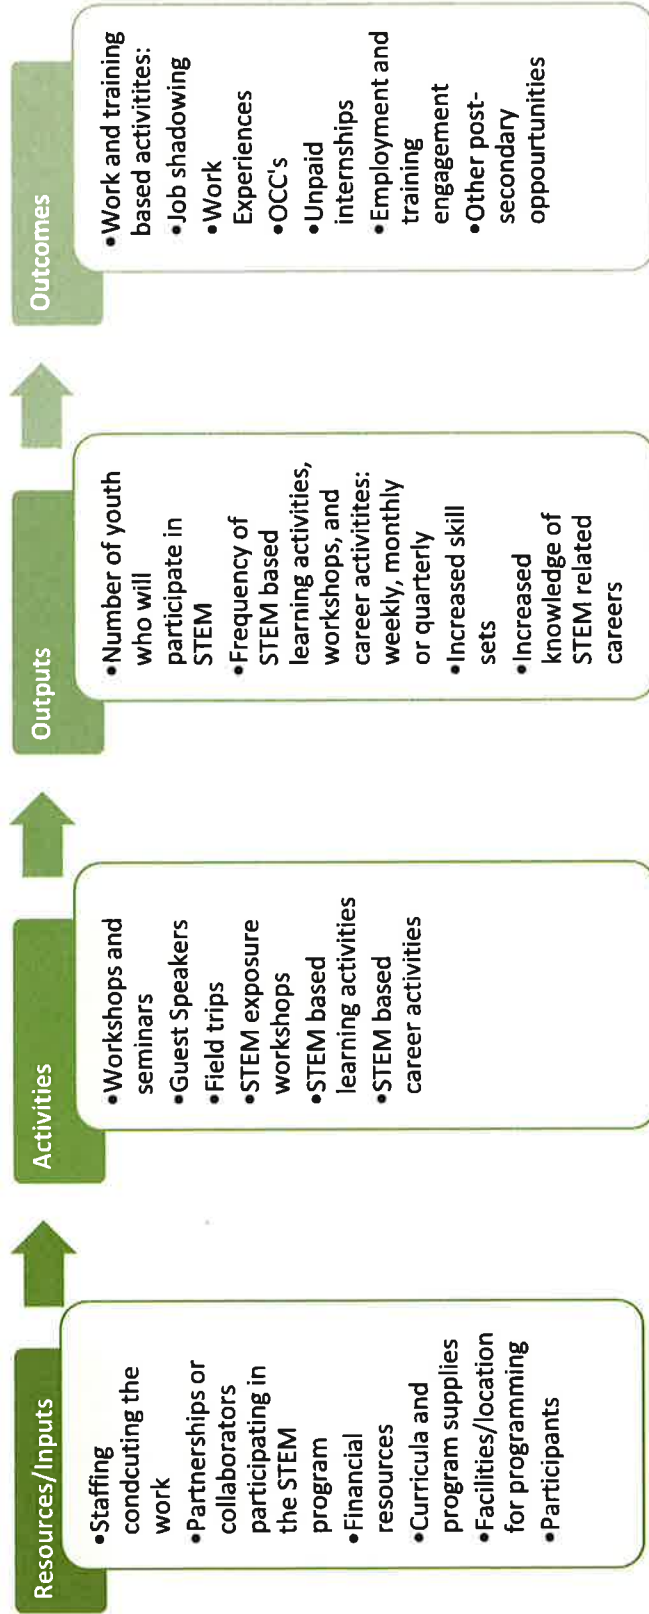 Resources/Inputs
•Staffing
condcuting the
work
•Partnerships or
collaborators
participating in
the STEM
program
•Financial
resources
•Curricula and
program supplies
•Facilities/location
for programming
•Participants
Activities
•Workshops and
seminars
•Guest Speakers
•Field trips
•STEM exposure
workshops
•STEM based
learning activities
•STEM based
career activities
Outputs
•Number of youth
who will
participate in
STEM
•Frequency of
STEM based
learning activities,
workshops, and
career activites:
weekly, monthly
or quarterly
•Increased skill
sets
•Increased
knowledge of
STEM related
careers
Outcomes
•Work and training
based activitites:
•Job shadowing
•Work
Experiences
•OCC's
•Unpaid
internships
•Employment and
training
engagement
•Other post-
secondary
oppourtunities